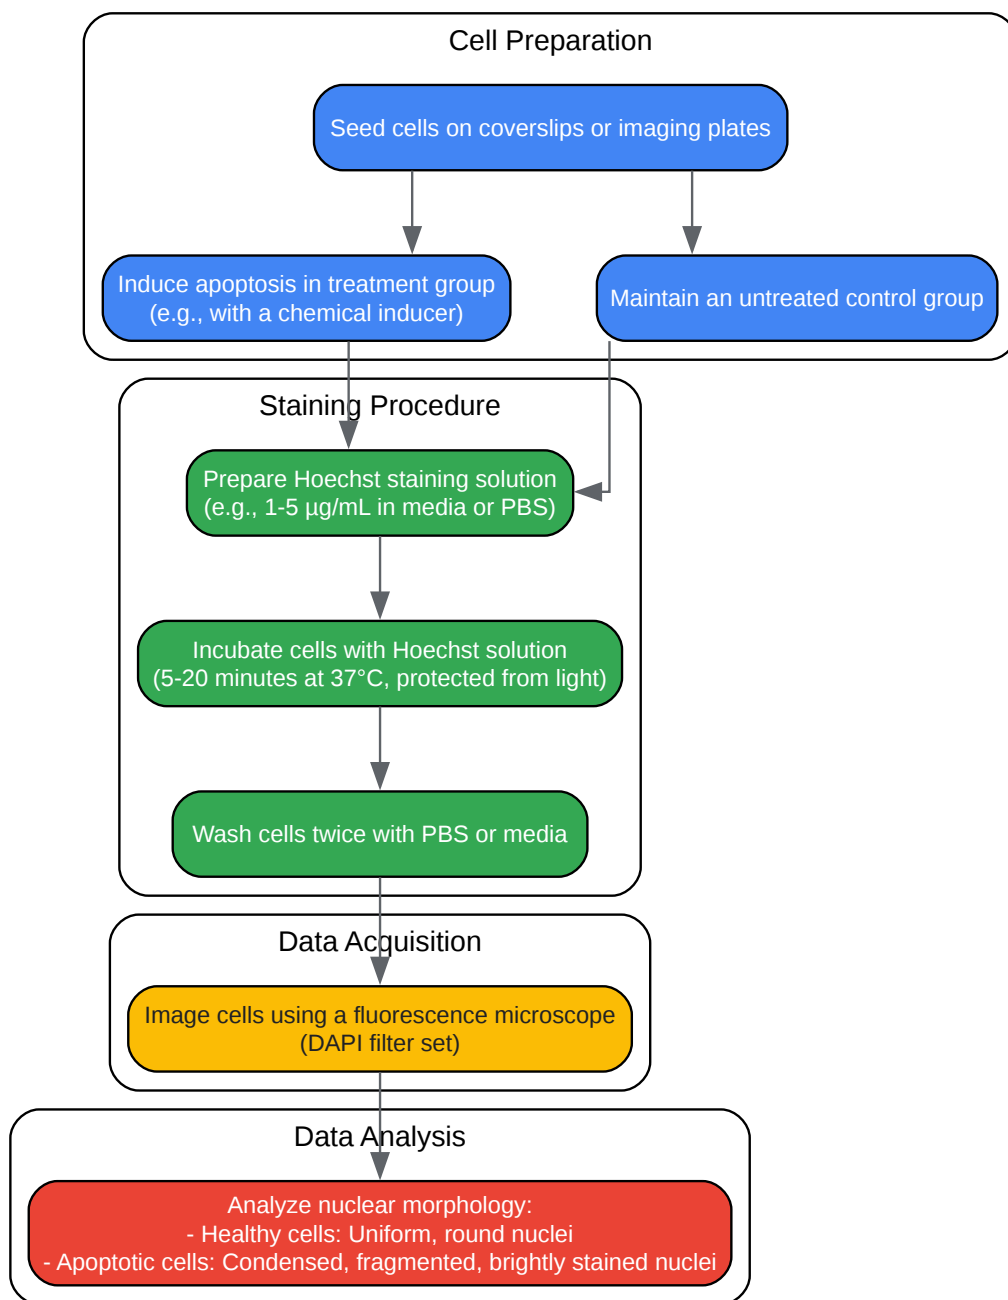 Cell Preparation
Seed cells on coverslips or imaging plates
Induce apoptosis in treatment group
(e.g., with a chemical inducer)
Maintain an untreated control group
Staining Procedure
Prepare Hoechst staining solution
(e.g., 1-5 µg/mL in media or PBS)
Incubate cells with Hoechst solution
(5-20 minutes at 37°C, protected from light)
Wash cells twice with PBS or media
Data Acquisition
Image cells using a fluorescence microscope
(DAPI filter set)
Data Analysis
Analyze nuclear morphology:
- Healthy cells: Uniform, round nuclei
- Apoptotic cells: Condensed, fragmented, brightly stained nuclei